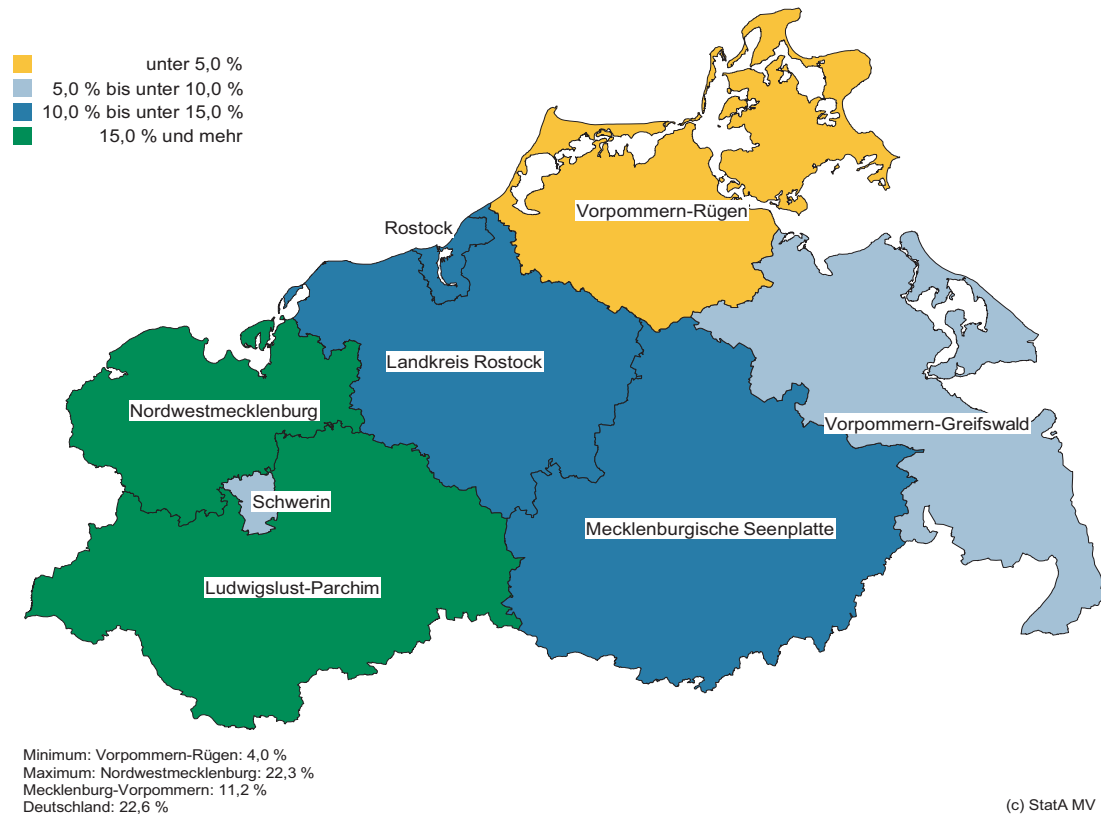 unter 5,0 %
5,0 % bis unter 10,0 %
10,0 % bis unter 15,0 %
15,0 % und mehr
Vorpommern-Rügen
Rostock
Landkreis Rostock
Nordwestmecklenburg
Vorpommern-Greifswald
Schwerin
Mecklenburgische Seenplatte
Ludwigslust-Parchim
Minimum: Vorpommern-Rügen: 4,0 %
Maximum: Nordwestmecklenburg: 22,3 %
Mecklenburg-Vorpommern: 11,2 %
Deutschland: 22,6 %
(c) StatA MV